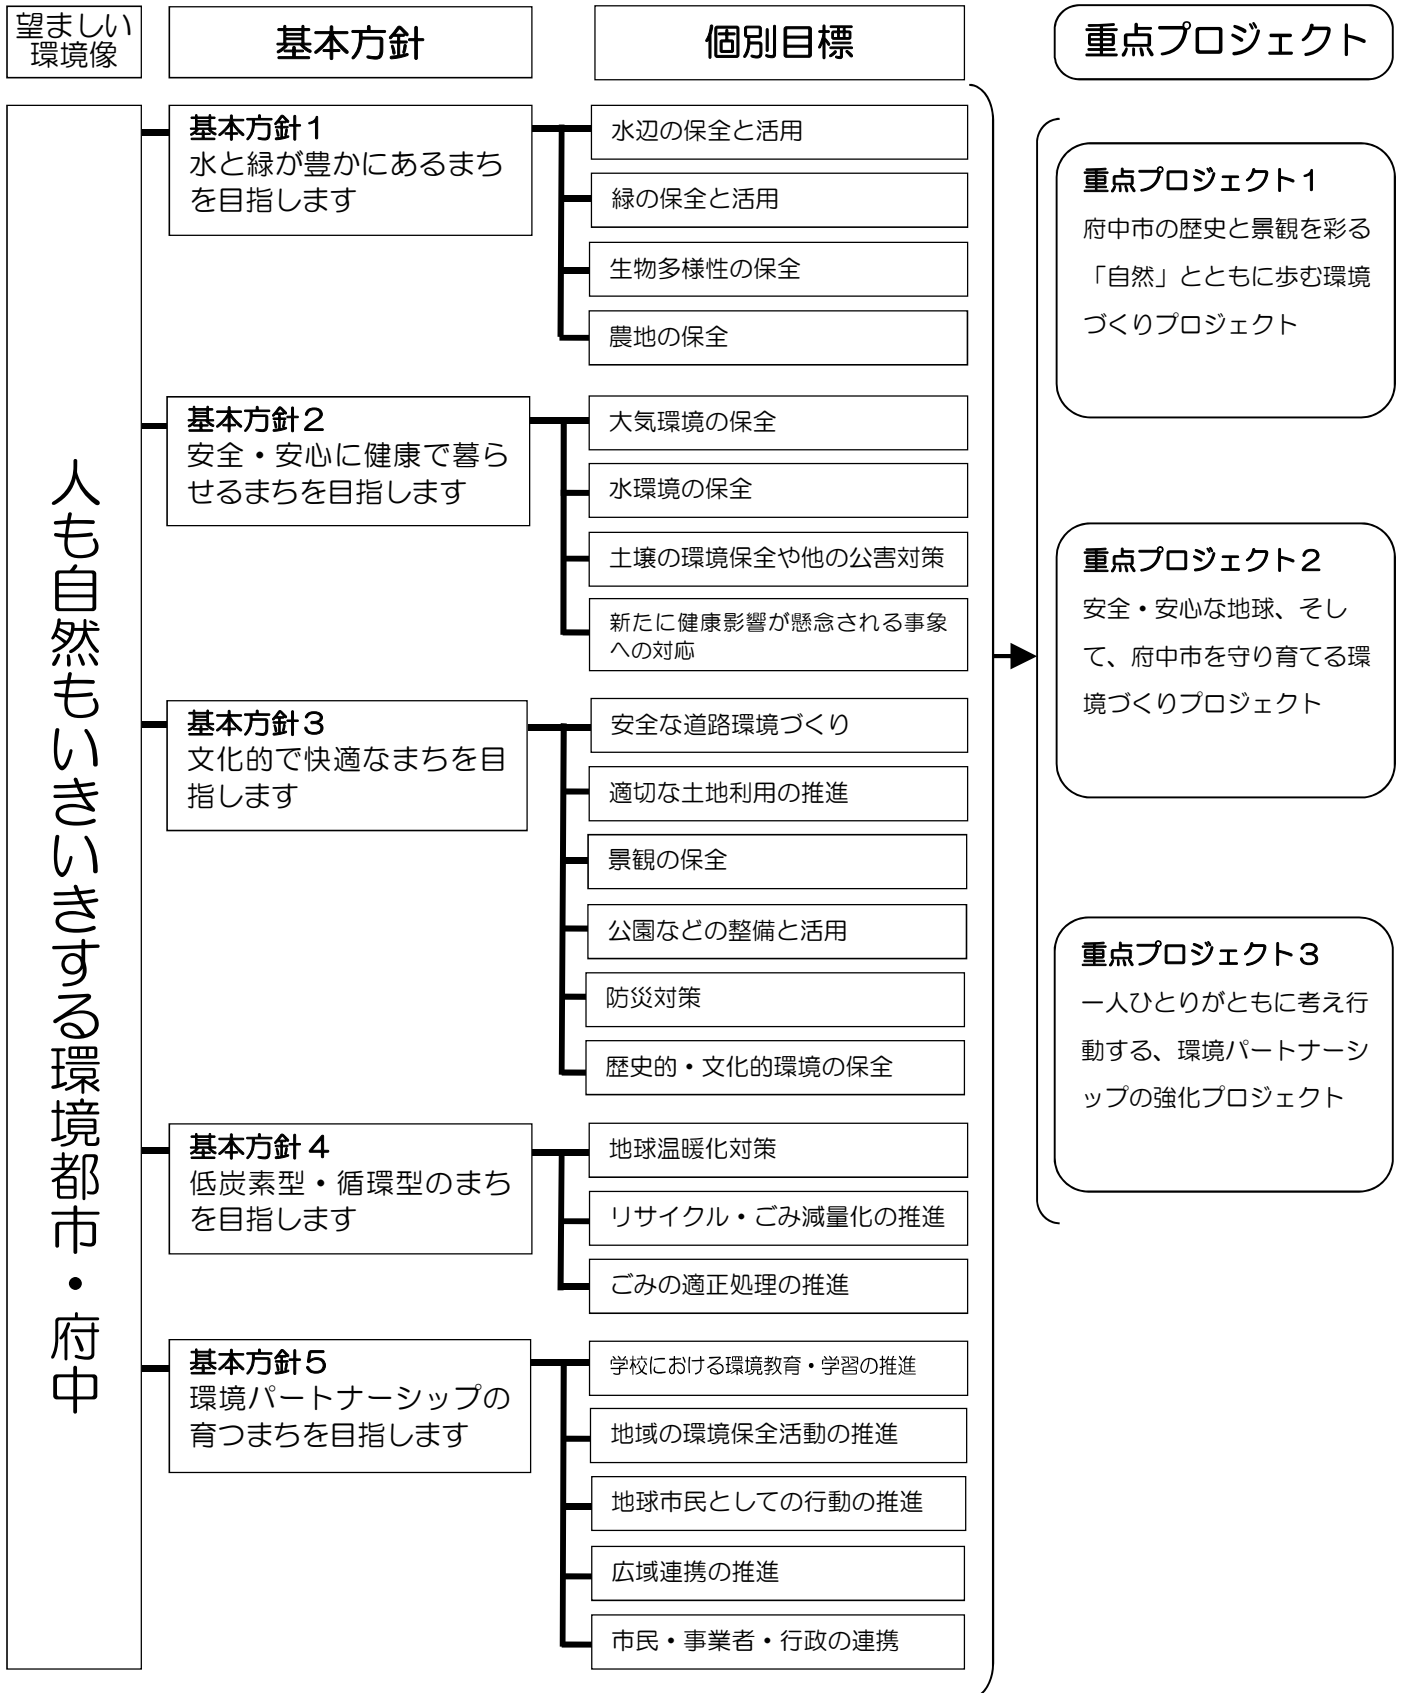 望ましい
環境像
基本方針
個別目標
重点プロジェクト
人も自然もいきいきする環境都市・府中
基本方針１
水と緑が豊かにあるまち
を目指します
水辺の保全と活用
緑の保全と活用
生物多様性の保全
農地の保全
基本方針２
安全・安心に健康で暮ら
せるまちを目指します
大気環境の保全
水環境の保全
土壌の環境保全や他の公害対策
新たに健康影響が懸念される事象
への対応
基本方針３
文化的で快適なまちを目
指します
安全な道路環境づくり
適切な土地利用の推進
景観の保全
公園などの整備と活用
防災対策
歴史的・文化的環境の保全
基本方針４
低炭素型・循環型のまち
を目指します
地球温暖化対策
リサイクル・ごみ減量化の推進
ごみの適正処理の推進
基本方針５
環境パートナーシップの
育つまちを目指します
学校における環境教育・学習の推進
地域の環境保全活動の推進
地球市民としての行動の推進
広域連携の推進
市民・事業者・行政の連携
重点プロジェクト１
府中市の歴史と景観を彩る
「自然」とともに歩む環境
づくりプロジェクト
重点プロジェクト２
安全・安心な地球、そし
て、府中市を守り育てる環
境づくりプロジェクト
重点プロジェクト３
一人ひとりがともに考え行
動する、環境パートナーシ
ップの強化プロジェクト